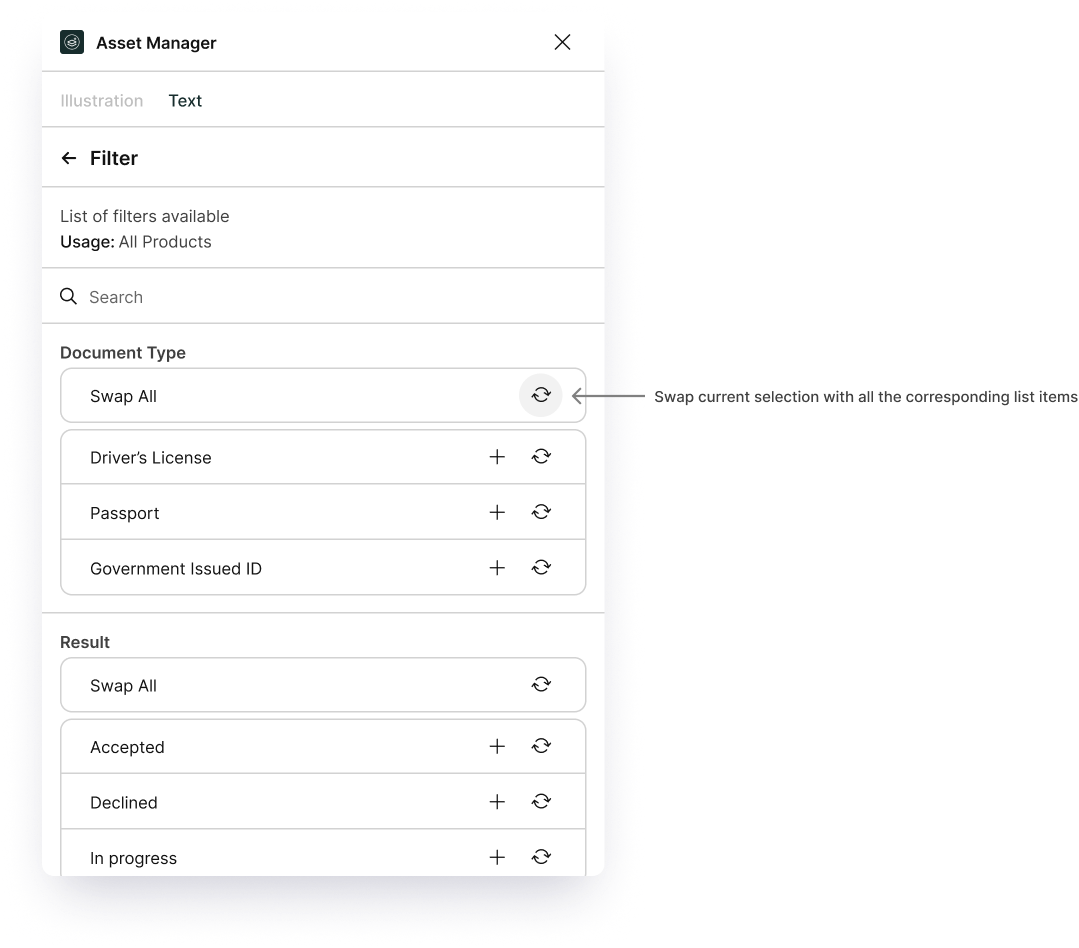 Asset Manager
Illustration Text
Filter
List of filters available
Usage: All Products
Search
Document Type
Swap All
Swap current selection with all the corresponding list items
Driver’s License
Passport
Government Issued ID
Result
Swap All
Accepted
Declined
In progress